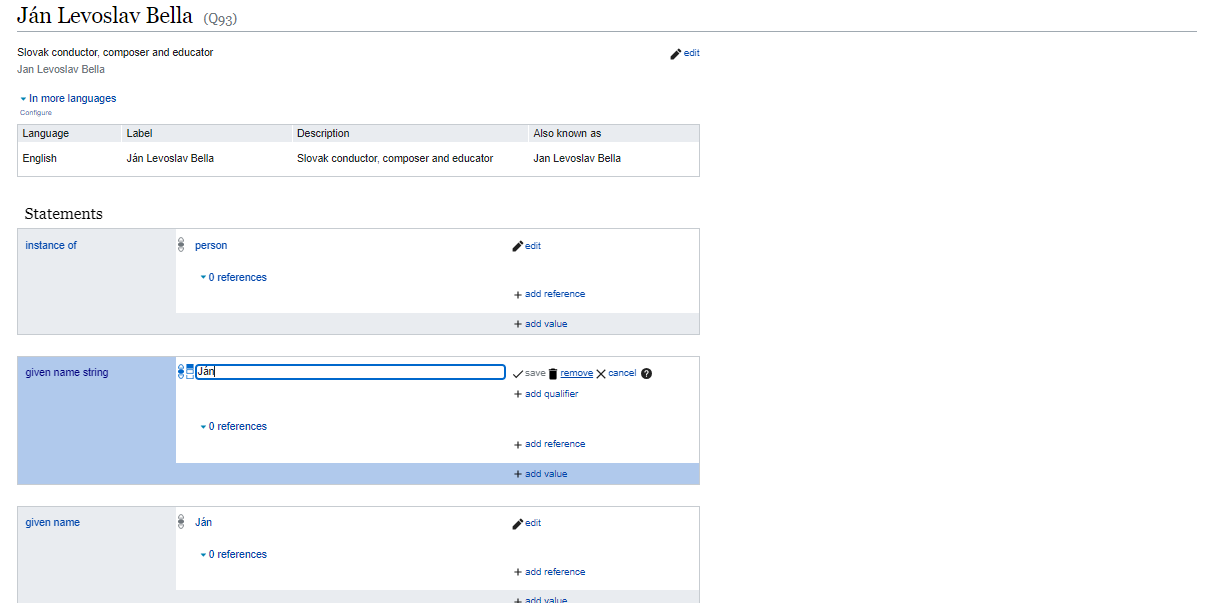 Ján Levoslav Bella (Q93)
Slovak conductor, composer and educator
edit
Jan Levoslav Bella
In more languages
Configure
Language Label Description Also known as
English Ján Levoslav Bella Slovak conductor, composer and educator Jan Levoslav Bella
Statements
instance of person edit
0 references
+ add reference
+ add value
given name string Ján save remove cancel ?
+ add qualifier
0 references
+ add reference
+ add value
given name Ján edit
0 references
+ add reference
+ add value